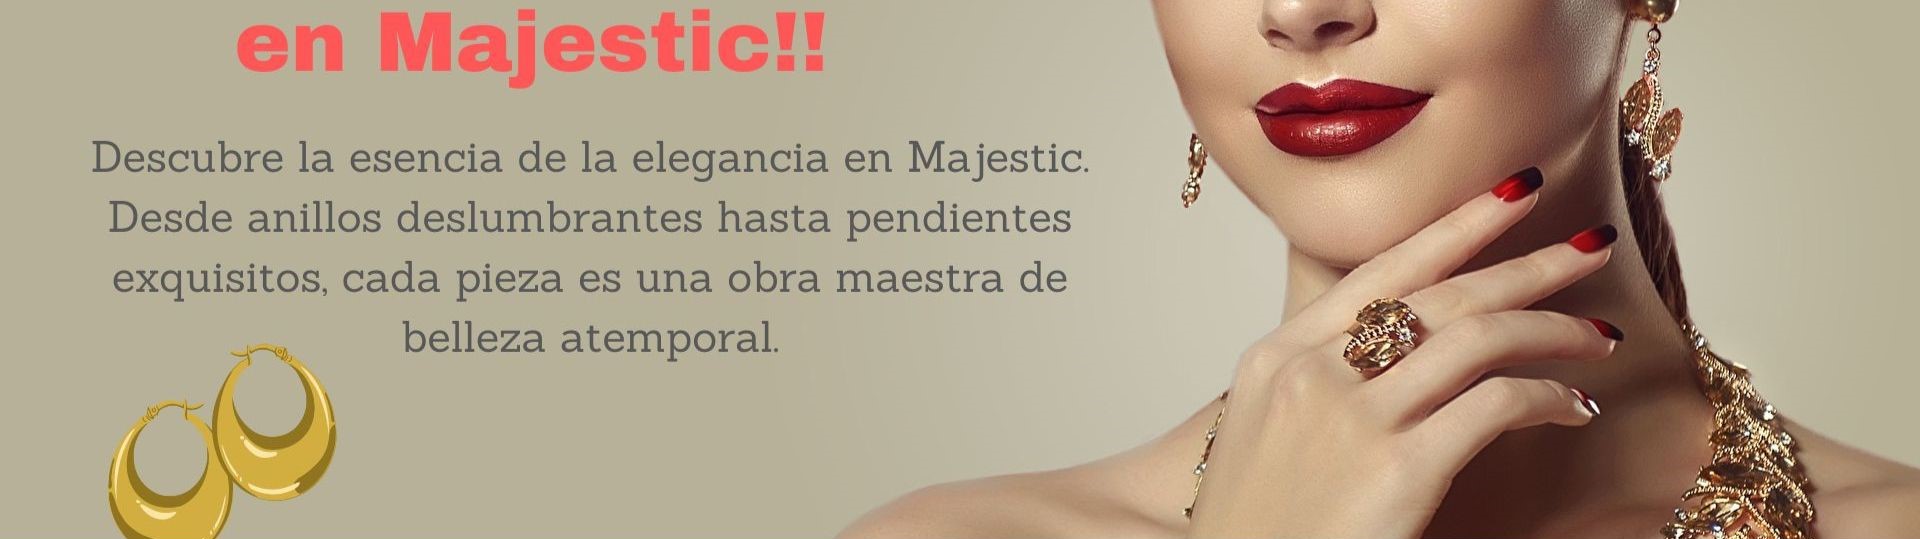 en Majestic!!
Descubre la esencia de la elegancia en Majestic.
Desde anillos deslumbrantes hasta pendientes
exquisitos, cada pieza es una obra maestra de
belleza atemporal.